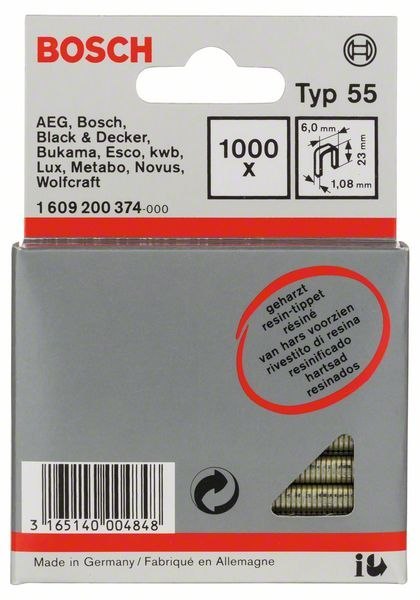 BOSCH
Typ 55
AEG, Bosch,
Black & Decker,
Bukama, Esco, kwb,
Lux, Metabo, Novus,
Wolfcraft
1 609 200 374-000
1000
x
6,0 mm
23 mm
1,08 mm
geharzt
resin-tippet
résiné
van hars voorzien
rivestito di resina
resinificado
hartsad
resinados
3 165140 004848
Made in Germany / Fabriqué en Allemagne